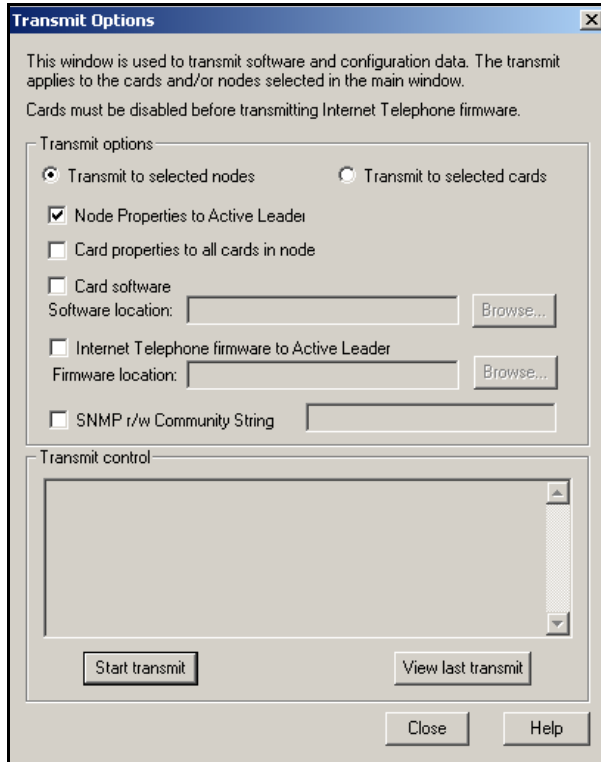 Transmit Options
This window is used to transmit software and configuration data. The transmit
applies to the cards and/or nodes selected in the main window.
Cards must be disabled before transmitting Internet Telephone firmware.
Transmit options
Transmit to selected nodes
Transmit to selected cards
Node Properties to Active Leader
Card properties to all cards in node
Card software
Software location:
Browse...
Internet Telephone firmware to Active Leader
Firmware location:
Browse...
SNMP r/w Community String
Transmit control
Start transmit
View last transmit
Close
Help